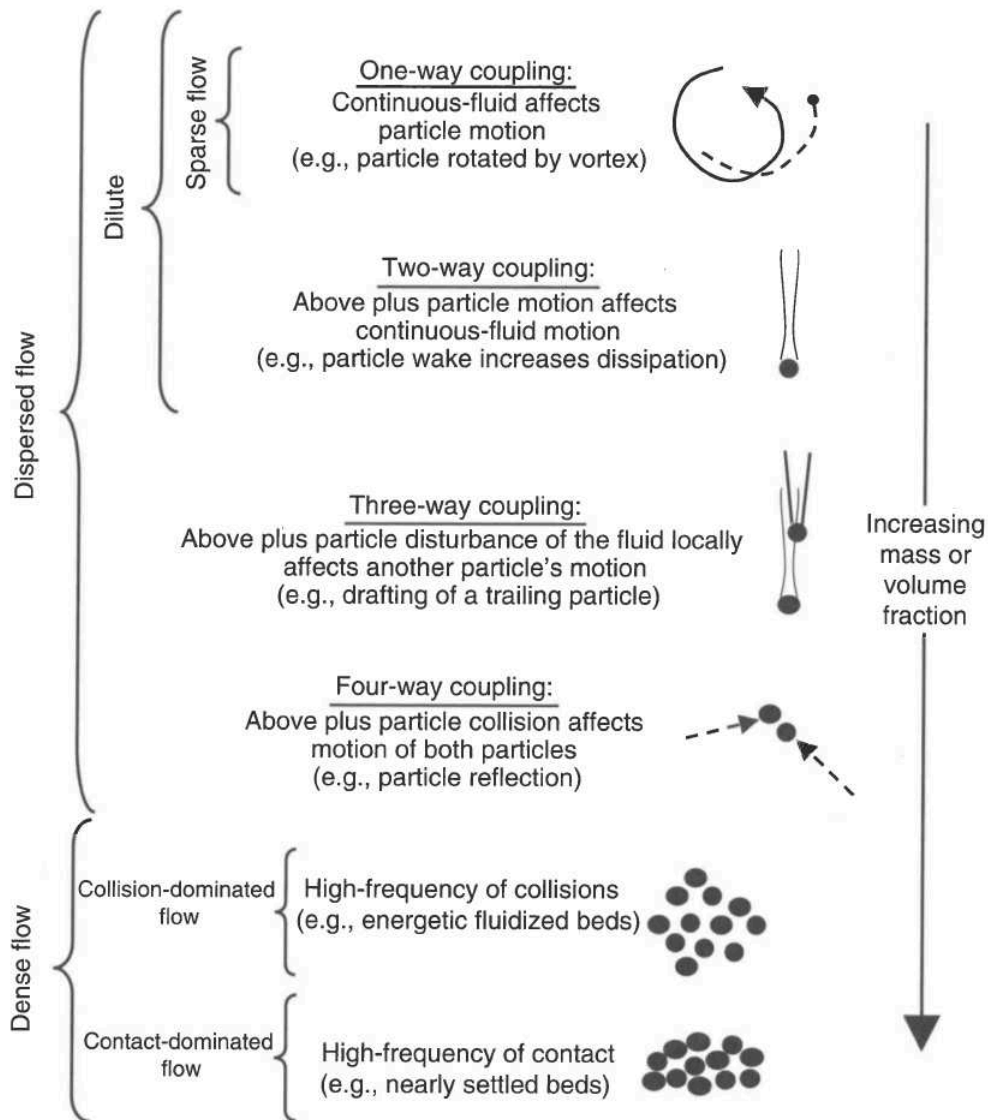 Dispersed flow
Dilute
Sparse flow
One-way coupling:
Continuous-fluid affects
particle motion
(e.g., particle rotated by vortex)
Two-way coupling:
Above plus particle motion affects
continuous-fluid motion
(e.g., particle wake increases dissipation)
Three-way coupling:
Above plus particle disturbance of the fluid locally
affects another particle's motion
(e.g., drafting of a trailing particle)
Four-way coupling:
Above plus particle collision affects
motion of both particles
(e.g., particle reflection)
Increasing
mass or
volume
fraction
Dense flow
Collision-dominated
flow
High-frequency of collisions
(e.g., energetic fluidized beds)
Contact-dominated
flow
High-frequency of contact
(e.g., nearly settled beds)